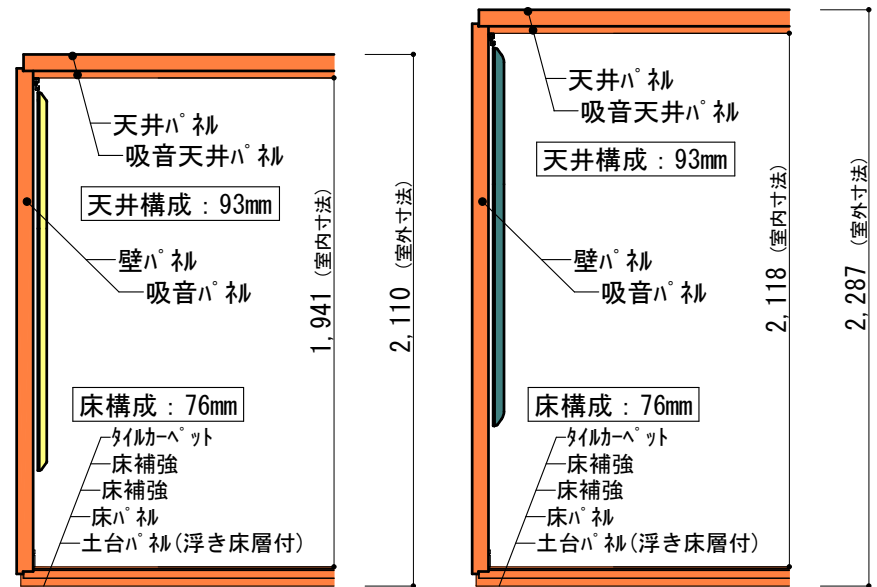 天井ﾊﾟﾈﾙ
吸音天井ﾊﾟﾈﾙ
天井構成：93mm
壁ﾊﾟﾈﾙ
吸音ﾊﾟﾈﾙ
床構成：76mm
ﾀｲﾙｶｰﾍﾟｯﾄ
床補強
床補強
床ﾊﾟﾈﾙ
土台ﾊﾟﾈﾙ(浮き床層付)
1,941 (室内寸法)
2,110 (室外寸法)
天井ﾊﾟﾈﾙ
吸音天井ﾊﾟﾈﾙ
天井構成：93mm
壁ﾊﾟﾈﾙ
吸音ﾊﾟﾈﾙ
床構成：76mm
ﾀｲﾙｶｰﾍﾟｯﾄ
床補強
床補強
床ﾊﾟﾈﾙ
土台ﾊﾟﾈﾙ(浮き床層付)
2,118 (室内寸法)
2,287 (室外寸法)